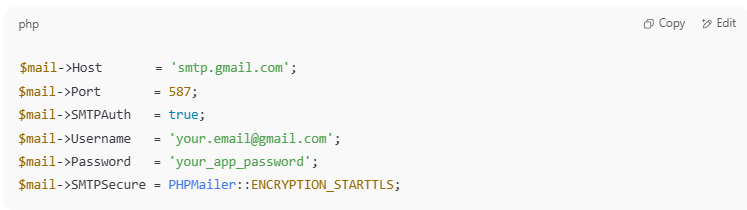 php
Copy
Edit
$mail->Host       = 'smtp.gmail.com';
$mail->Port       = 587;
$mail->SMTPAuth   = true;
$mail->Username   = 'your.email@gmail.com';
$mail->Password   = 'your_app_password';
$mail->SMTPSecure = PHPMailer::ENCRYPTION_STARTTLS;